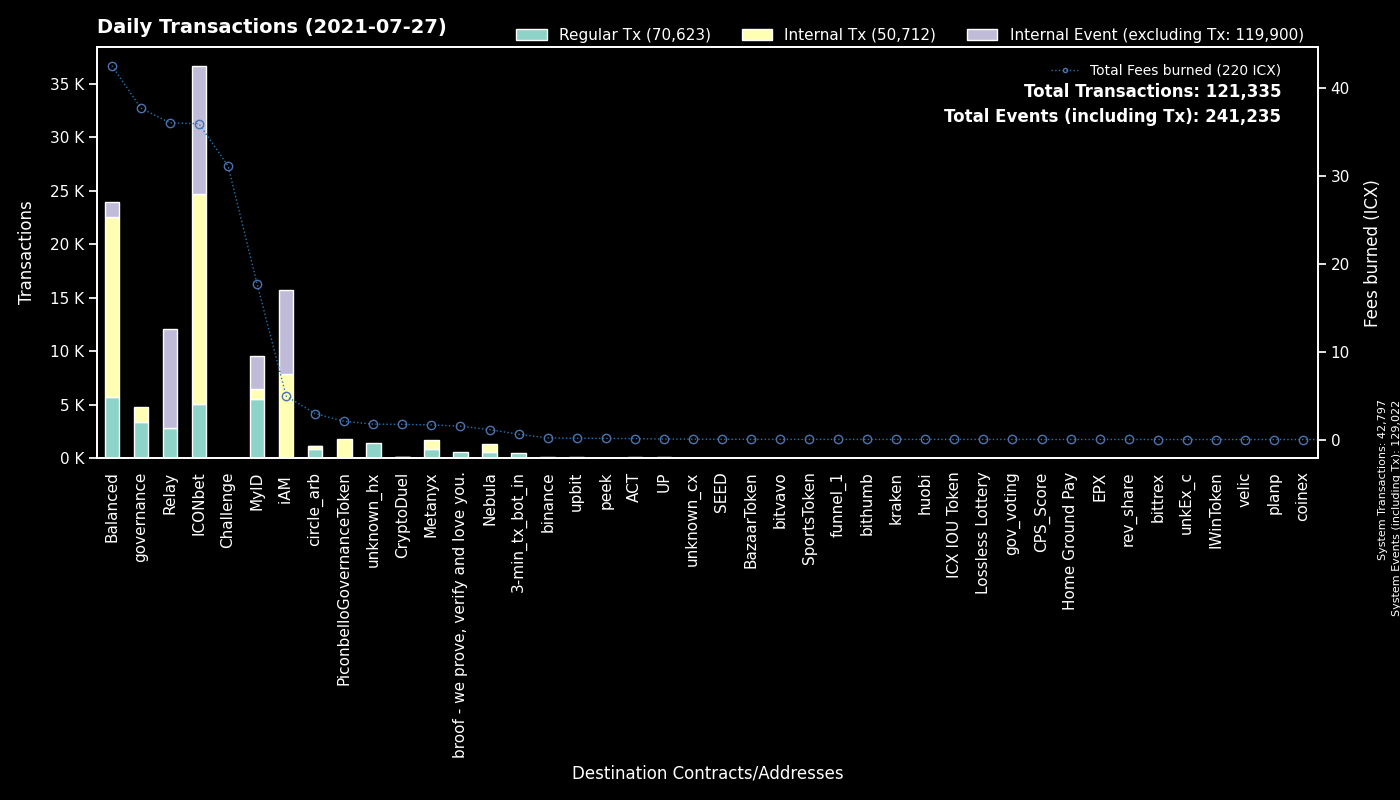 Daily Transactions (2021-07-27)
Regular Tx (70,623)
Internal Tx (50,712)
Internal Event (excluding Tx: 119,900)
Total Fees burned (220 ICX)
Total Transactions: 121,335
Total Events (including Tx): 241,235
Transactions
35 K
30 K
25 K
20 K
15 K
10 K
5 K
0 K
Fees burned (ICX)
40
30
20
10
0
Balanced
governance
Relay
ICONbet
Challenge
MyID
iAM
circle_arb
PiconbelloGovernanceToken
unknown_hx
CryptoDuel
Metanyx
broof - we prove, verify and love you.
Nebula
3-min_tx_bot_in
binance
upbit
peek
ACT
UP
unknown_cx
SEED
BazaarToken
bitvavo
SportsToken
funnel_1
bithumb
kraken
huobi
ICX IOU Token
Lossless Lottery
gov_voting
CPS_Score
Home Ground Pay
EPX
rev_share
bittrex
unkEx_c
IWinToken
velic
planp
coinex
Destination Contracts/Addresses
System Transactions: 42,797
System Events (including Tx): 129,022